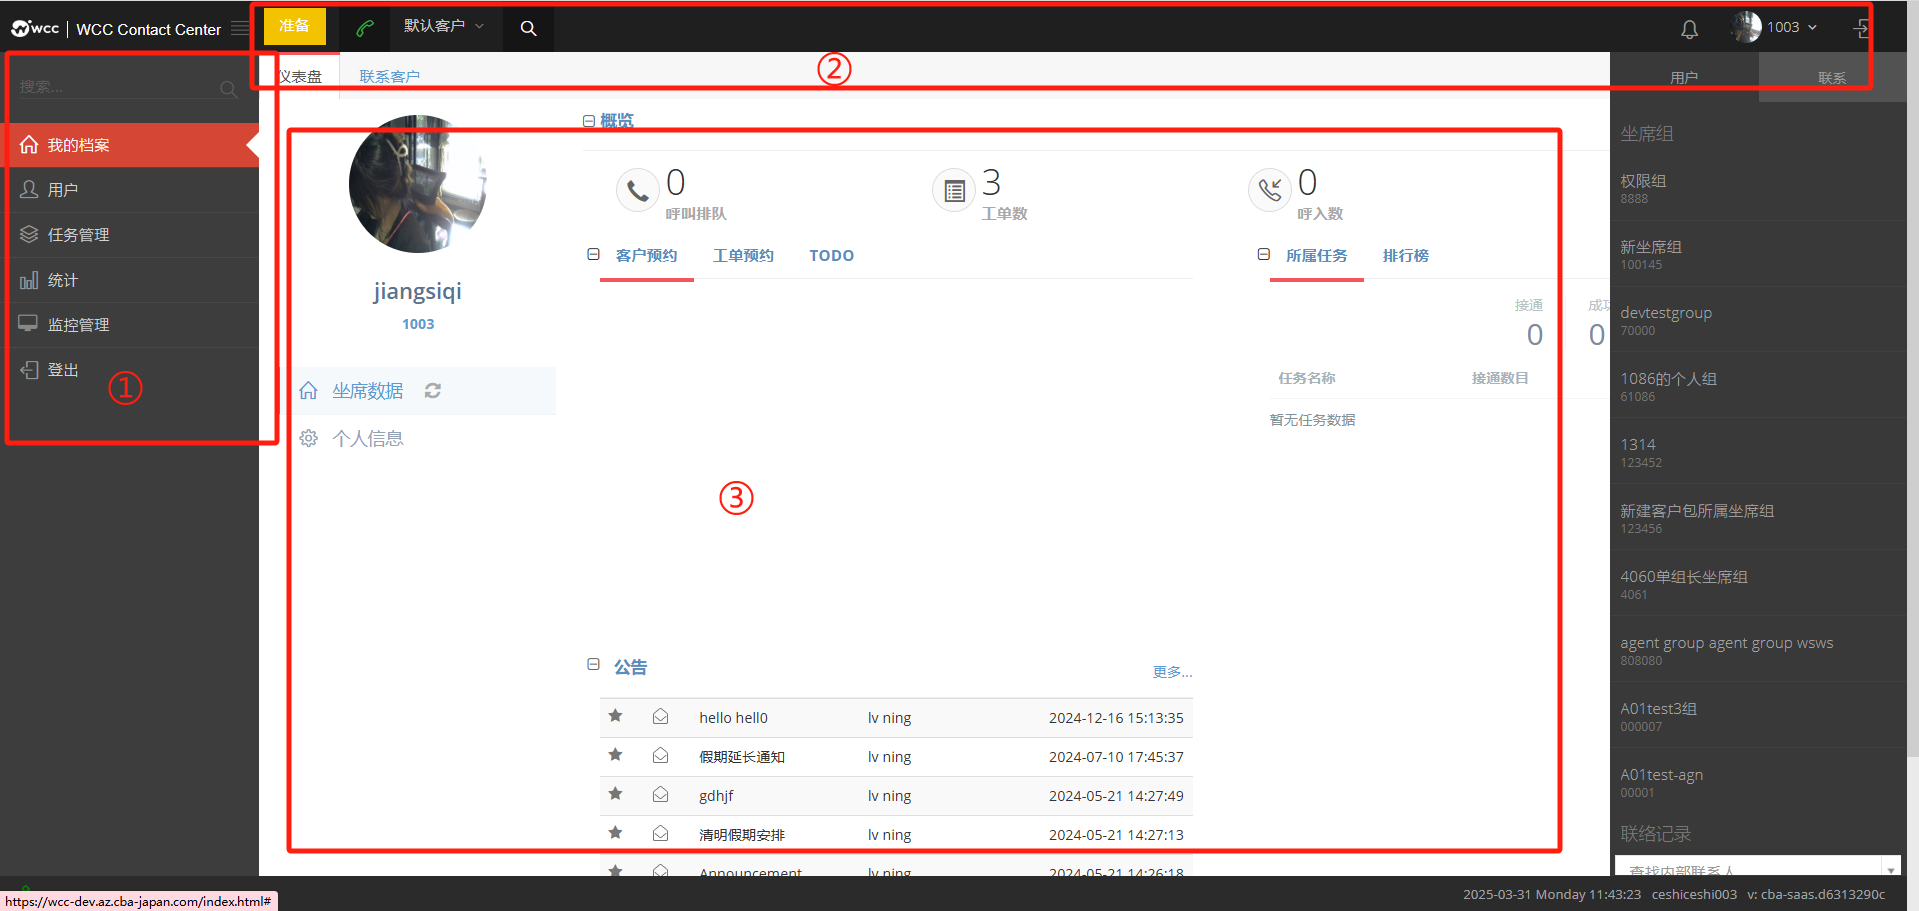 wcc | WCC Contact Center
准备
默认客户
1003
搜索...
我的档案
用户
任务管理
统计
监控管理
登出
①
仪表盘
联系客户
②
jiangsiqi
1003
坐席数据
个人信息
概览
0
呼叫排队
3
工单数
0
呼入数
客户预约
工单预约
TODO
所属任务
排行榜
接通
0
成功
0
任务名称
接通数目
暂无任务数据
③
公告
更多...
hello hell0 lv ning 2024-12-16 15:13:35
假期延长通知 lv ning 2024-07-10 17:45:37
gdhjf lv ning 2024-05-21 14:27:49
清明假期安排 lv ning 2024-05-21 14:27:13
Announcement lv ning 2024-05-21 14:26:18
用户
联系
坐席组
权限组
8888
新坐席组
100145
devtestgroup
70000
1086的个人组
61086
1314
123452
新建客户包所属坐席组
123456
4060单组长坐席组
4061
agent group agent group wsws
808080
A01test3组
000007
A01test-agn
00001
联络记录
查找内部联系人
https://wcc-dev.az.cba-japan.com/index.html#
2025-03-31 Monday 11:43:23 ceshiceshi003 v: cba-saas.d6313290c